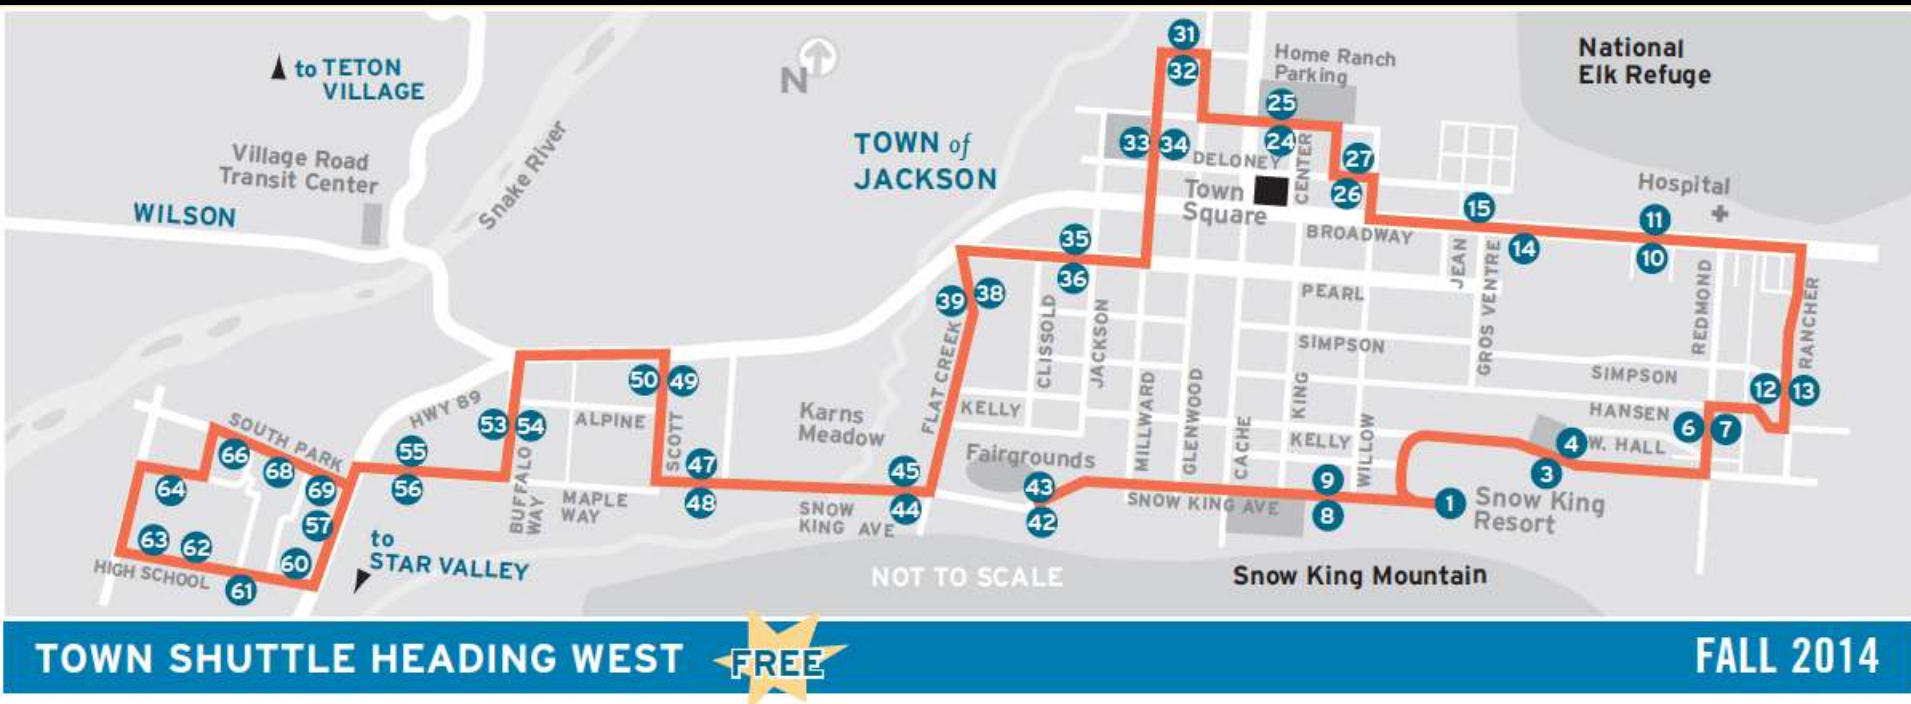 to TETON
VILLAGE
Village Road
Transit Center
WILSON
Snake River
N
TOWN of
JACKSON
31
32
Home Ranch
Parking
25
24
33
34
DELONEY
CENTER
27
26
Town
Square
National
Elk Refuge
Hospital
15
14
11
10
BROADWAY
JEAN
GROS VENTRE
REDMOND
RANCHER
35
36
39
38
PEARL
SIMPSON
SIMPSON
HANSEN
W. HALL
12
13
6
7
4
3
CLISSOLD
JACKSON
MILLWARD
GLENWOOD
CACHE
KING
WILLOW
KELLY
KELLY
FLAT CREEK
Karns
Meadow
Fairgrounds
43
42
SNOW KING AVE
9
8
1
Snow King
Resort
HWY 89
50
49
53
54
ALPINE
SCOTT
BUFFALO
WAY
MAPLE
WAY
47
48
45
44
SNOW
KING AVE
55
56
SOUTH PARK
66
68
69
64
57
63
62
60
61
HIGH SCHOOL
to
STAR VALLEY
NOT TO SCALE
Snow King Mountain
TOWN SHUTTLE HEADING WEST
FREE
FALL 2014